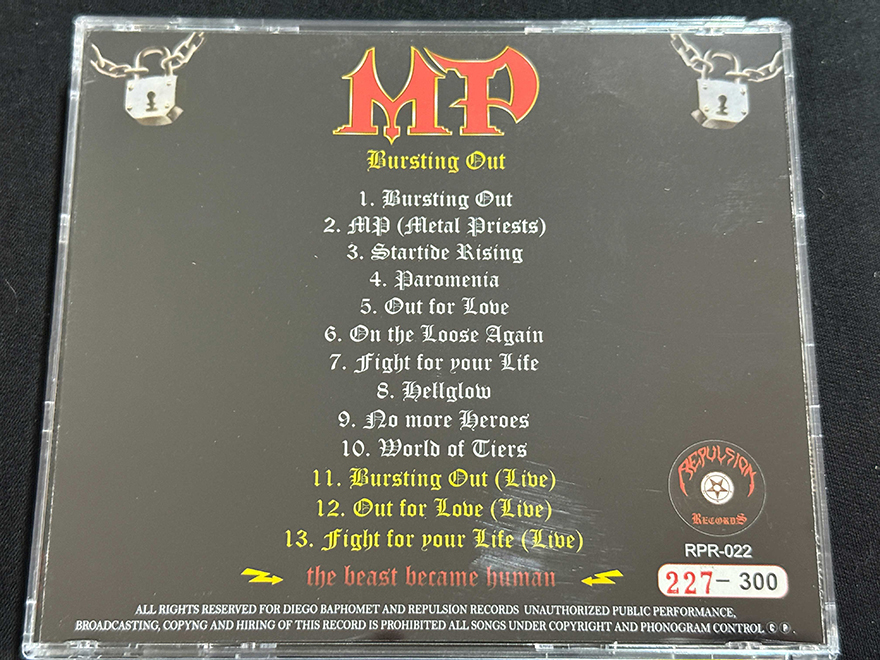 MP
Bursting Out
1. Bursting Out
2. MP (Metal Priests)
3. Startide Rising
4. Paromenia
5. Out for Love
6. On the Loose Again
7. Fight for your Life
8. Hellglow
9. No more Heroes
10. World of Tiers
11. Bursting Out (Live)
12. Out for Love (Live)
13. Fight for your Life (Live)
the beast became human
REPULSION
RECORDS
RPR-022
227- 300
ALL RIGHTS RESERVED FOR DIEGO BAPHOMET AND REPULSION RECORDS UNAUTHORIZED PUBLIC PERFORMANCE,
BROADCASTING, COPYNG AND HIRING OF THIS RECORD IS PROHIBITED ALL SONGS UNDER COPYRIGHT AND PHONOGRAM CONTROL © ℗.